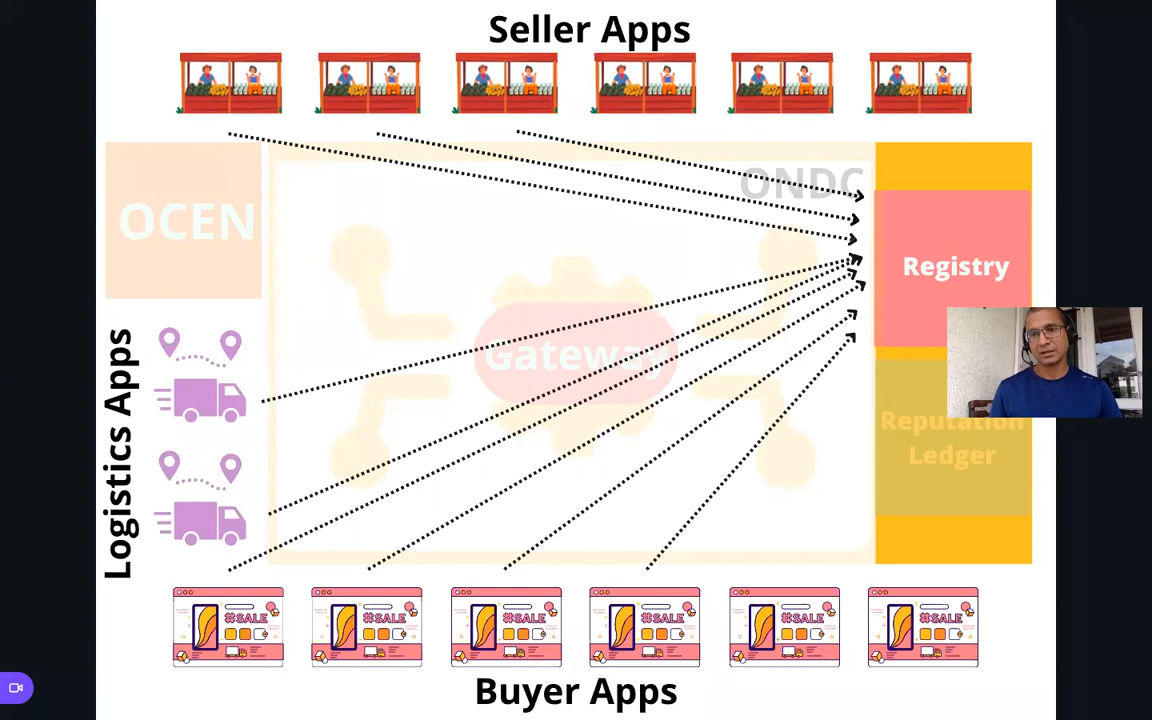 Seller Apps
ONDC
OCEN
Registry
Gateway
Logistics Apps
Reputation
Ledger
#SALE
#SALE
#SALE
#SALE
#SALE
#SALE
Buyer Apps